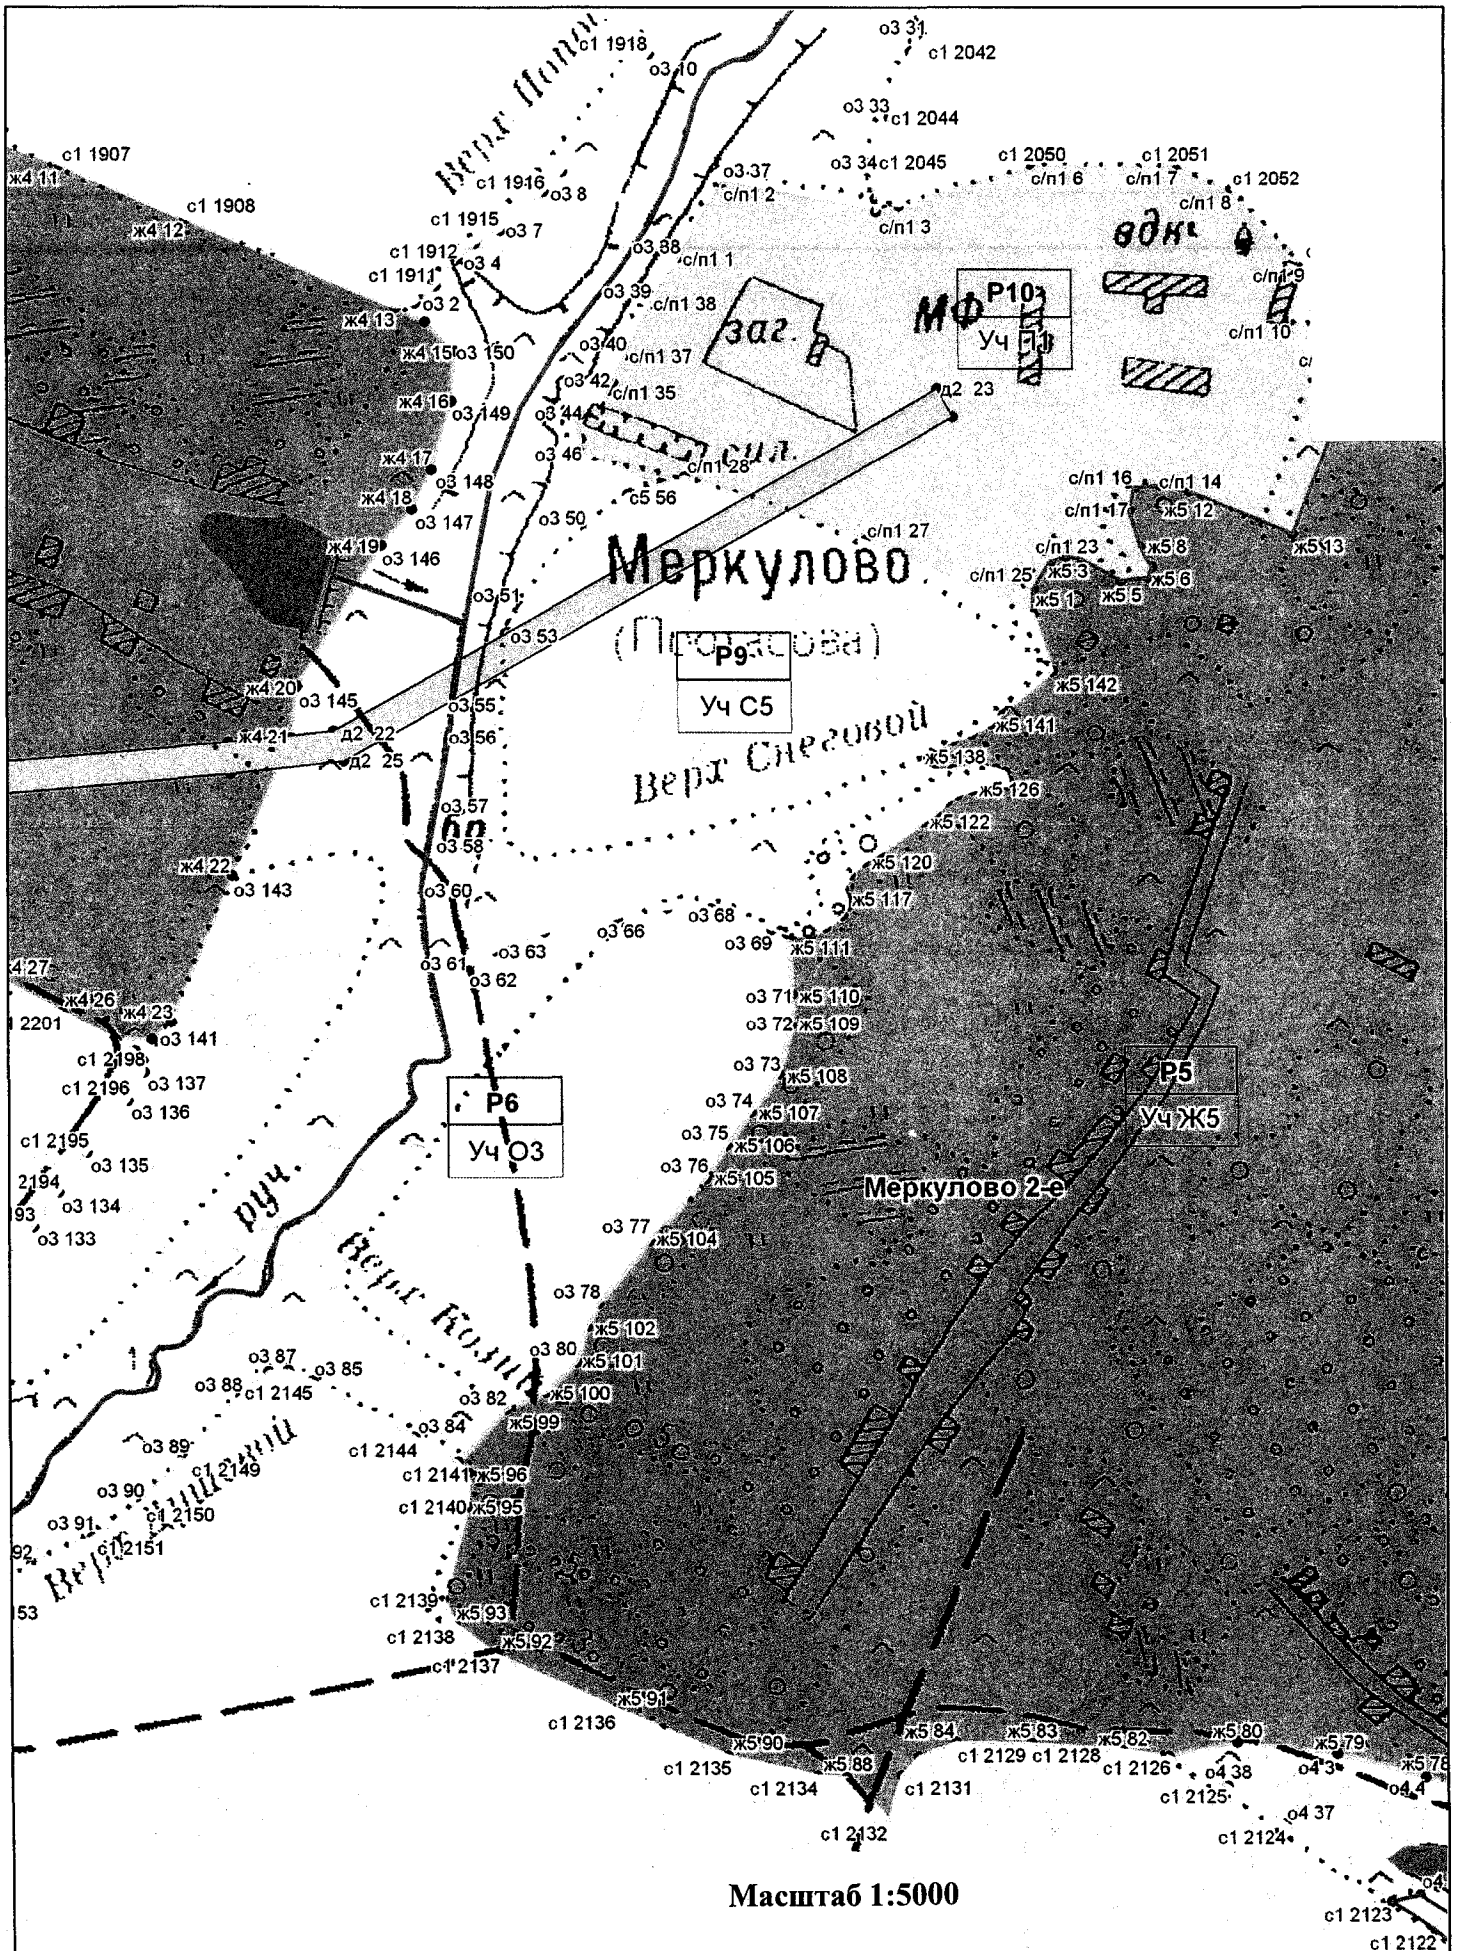 о3 31
с1 1918
с1 2042
о3 10
о3 33
с1 2044
с1 1907
с1 2050
с1 2051
о3 34
с1 2045
ж4 11
о3 37
с/п1 6
с/п1 7
с1 1916
с/п1 2
с1 2052
о3 8
с/п1 8
с1 1908
с1 1915
с/п1 3
ж4 12
о3 7
с1 1912
о3 38
с/п1 1
о3 4
с1 1911
с/п1 9
Р10
о3 39
о3 2
с/п1 38
МФ
ж4 13
заг.
с/п1 10
о3 40
Уч П1
ж4 15
о3 150
с/п1 37
о3 42
с/п1 35
д2 23
ж4 16
о3 149
о3 44
ж4 17
о3 46
сил.
с/п1 28
о3 148
с/п1 16
с/п1 14
ж4 18
с5 56
с/п1 17
ж5 12
о3 147
о3 50
с/п1 27
ж4 19
о3 146
с/п1 23
ж5 8
ж5 13
Меркулово
ж5 3
с/п1 25
ж5 6
о3 51
ж5 1
ж5 5
о3 53
Р9
ж4 20
о3 145
ж5 142
о3 55
Уч С5
ж5 141
ж4 21
д2 22
о3 56
Верх Снеговой
д2 25
ж5 138
ж5 126
о3 57
бр
ж5 122
о3 58
ж4 22
о3 143
ж5 120
о3 60
ж5 117
о3 68
о3 66
о3 69
ж5 111
о3 63
о3 61
4 27
о3 62
ж4 26
ж4 23
о3 71
ж5 110
2201
о3 72
ж5 109
о3 141
с1 2198
о3 137
о3 73
ж5 108
Р5
с1 2196
о3 136
Р6
о3 74
ж5 107
Уч Ж5
с1 2195
о3 75
ж5 106
Уч О3
о3 135
о3 76
ж5 105
2194
Меркулово 2-е
о3 134
руч.
93
о3 133
о3 77
ж5 104
Верх Козин
о3 78
ж5 102
о3 80
ж5 101
о3 87
о3 85
о3 88
с1 2145
о3 82
ж5 100
о3 84
ж5 99
о3 89
с1 2144
с1 2149
с1 2141
ж5 96
о3 90
с1 2140
ж5 95
с1 2150
о3 91
с1 2151
92
Верх
с1 2139
153
ж5 93
с1 2138
ж5 92
с1 2137
ж5 91
с1 2136
ж5 90
ж5 84
ж5 83
ж5 82
ж5 80
ж5 79
с1 2135
ж5 88
с1 2129
с1 2128
с1 2126
о4 38
о4 3
ж5 78
с1 2134
с1 2131
с1 2125
о4 4
с1 2132
с1 2124
о4 37
Масштаб 1:5000
о4
с1 2123
с1 2122